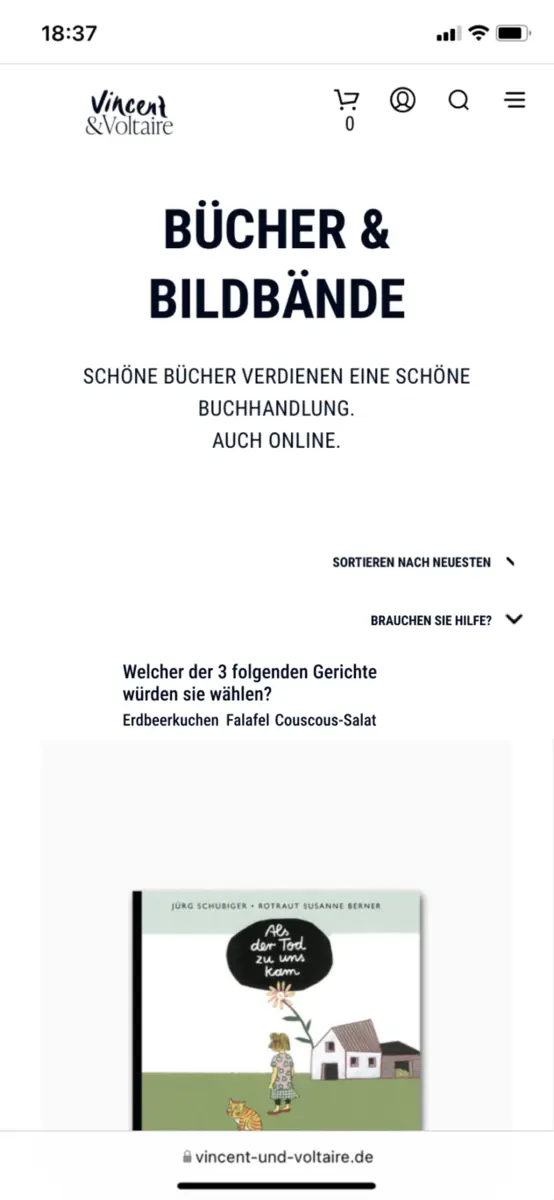 18:37
Vincent
&Voltaire
0
BÜCHER &
BILDBÄNDE
SCHÖNE BÜCHER VERDIENEN EINE SCHÖNE
BUCHHANDLUNG.
AUCH ONLINE.
SORTIEREN NACH NEUESTEN
BRAUCHEN SIE HILFE?
Welcher der 3 folgenden Gerichte
würden sie wählen?
Erdbeerkuchen Falafel Couscous-Salat
JÜRG SCHUBIGER • ROTRAUT SUSANNE BERNER
Als
der Tod
zu uns
kam
vincent-und-voltaire.de